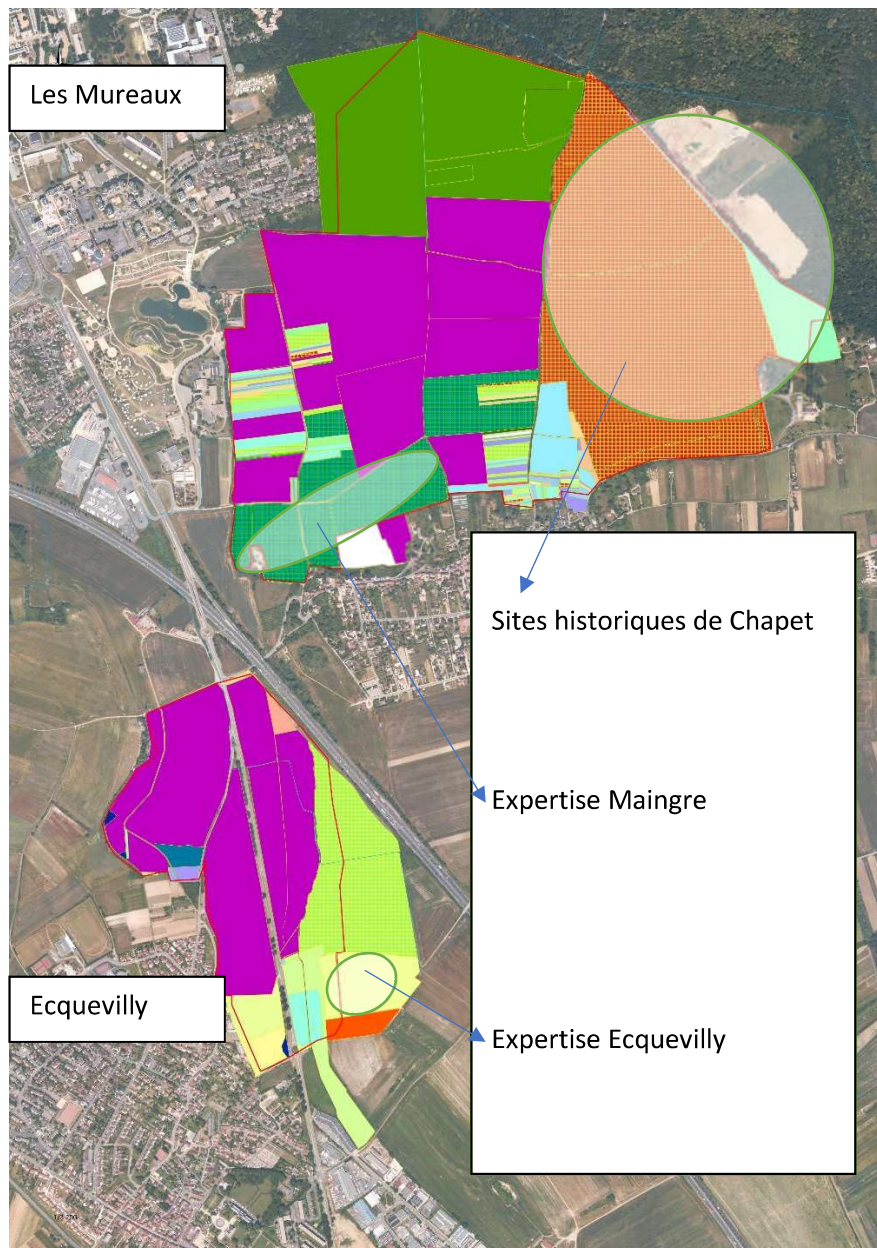 Les Mureaux
Sites historiques de Chapet
Expertise Maingre
Ecquevilly
Expertise Ecquevilly